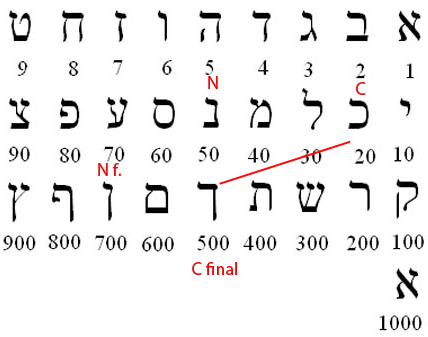 א ב ג ד ה ו ז ח ט
1 2 3 4 5 6 7 8 9
C N
י כ ל מ נ ס ע פ צ
10 20 30 40 50 60 70 80 90
N f.
ק ר ש ת ך ם ן ף ץ
100 200 300 400 500 600 700 800 900
C final
א
1000